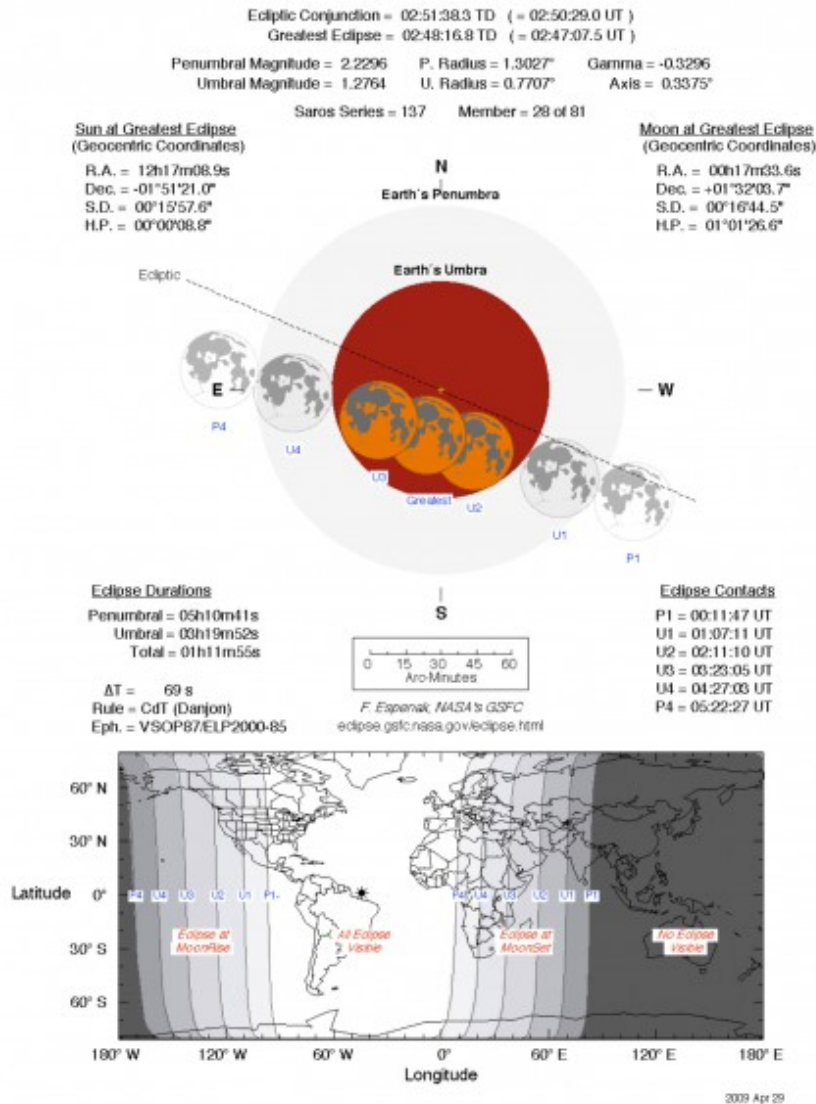 Ecliptic Conjunction = 02:51:38.3 TD ( = 02:50:29.0 UT )
Greatest Eclipse = 02:48:16.8 TD ( = 02:47:07.5 UT )
Penumbral Magnitude = 2.2296 P. Radius = 1.3027° Gamma = -0.3296
Umbral Magnitude = 1.2764 U. Radius = 0.7707° Axis = 0.3375°
Saros Series = 137 Member = 28 of 81
Sun at Greatest Eclipse
(Geocentric Coordinates)
R.A. = 12h17m08.9s
Dec. = -01°51'21.0"
S.D. = 00°15'57.6"
H.P. = 00°00'08.8"
Moon at Greatest Eclipse
(Geocentric Coordinates)
R.A. = 00h17m33.6s
Dec. = +01°32'03.7"
S.D. = 00°16'44.5"
H.P. = 01°01'26.6"
N
Earth's Penumbra
Earth's Umbra
Ecliptic
E
W
P4
U4
U3
Greatest
U2
U1
P1
S
Eclipse Durations
Penumbral = 05h10m41s
Umbral = 03h19m52s
Total = 01h11m55s
ΔT = 69 s
Rule = CdT (Danjon)
Eph. = VSOP87/ELP2000-85
0 15 30 45 60
Arc-Minutes
F. Espenak, NASA's GSFC
eclipse.gsfc.nasa.gov/eclipse.html
Eclipse Contacts
P1 = 00:11:47 UT
U1 = 01:07:11 UT
U2 = 02:11:10 UT
U3 = 03:23:05 UT
U4 = 04:27:03 UT
P4 = 05:22:27 UT
60° N
30° N
Latitude 0°
30° S
60° S
P4 U4 U3 U2 U1 P1
P4 U4 U3 U2 U1 P1
Eclipse at
MoonRise
All Eclipse
Visible
Eclipse at
MoonSet
No Eclipse
Visible
180° W 120° W 60° W 0° 60° E 120° E 180° E
Longitude
2009 Apr 29